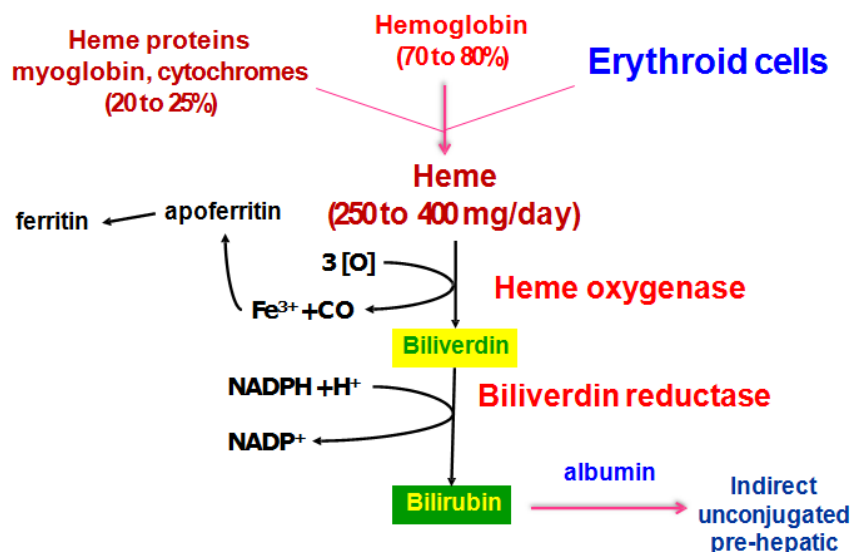 Heme proteins
myoglobin, cytochromes
(20 to 25%)
Hemoglobin
(70 to 80%)
Erythroid cells
Heme
(250 to 400 mg/day)
ferritin
apoferritin
3 [O]
Heme oxygenase
Fe³⁺ +CO
Biliverdin
NADPH +H⁺
Biliverdin reductase
NADP⁺
Bilirubin
albumin
Indirect
unconjugated
pre-hepatic